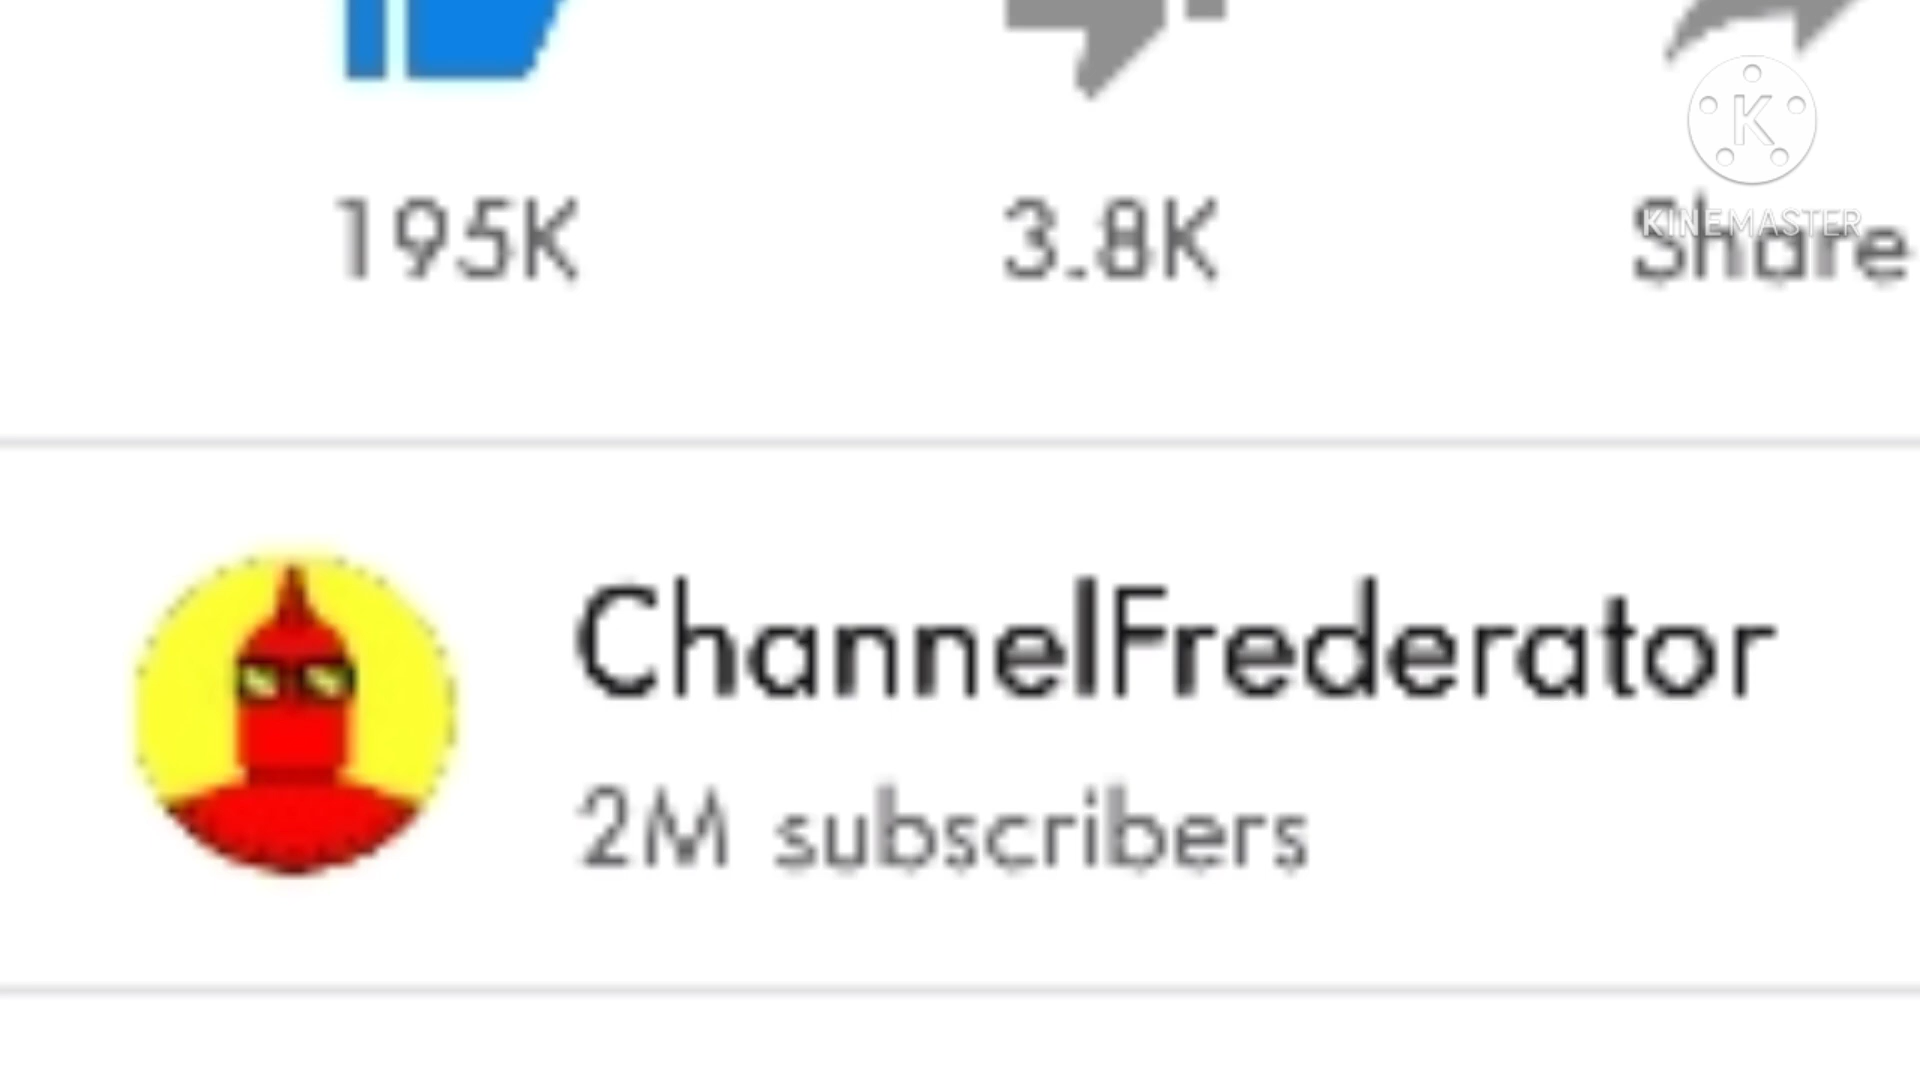 195K 3.8K Share
K
KINEMASTER
ChannelFrederator
2M subscribers